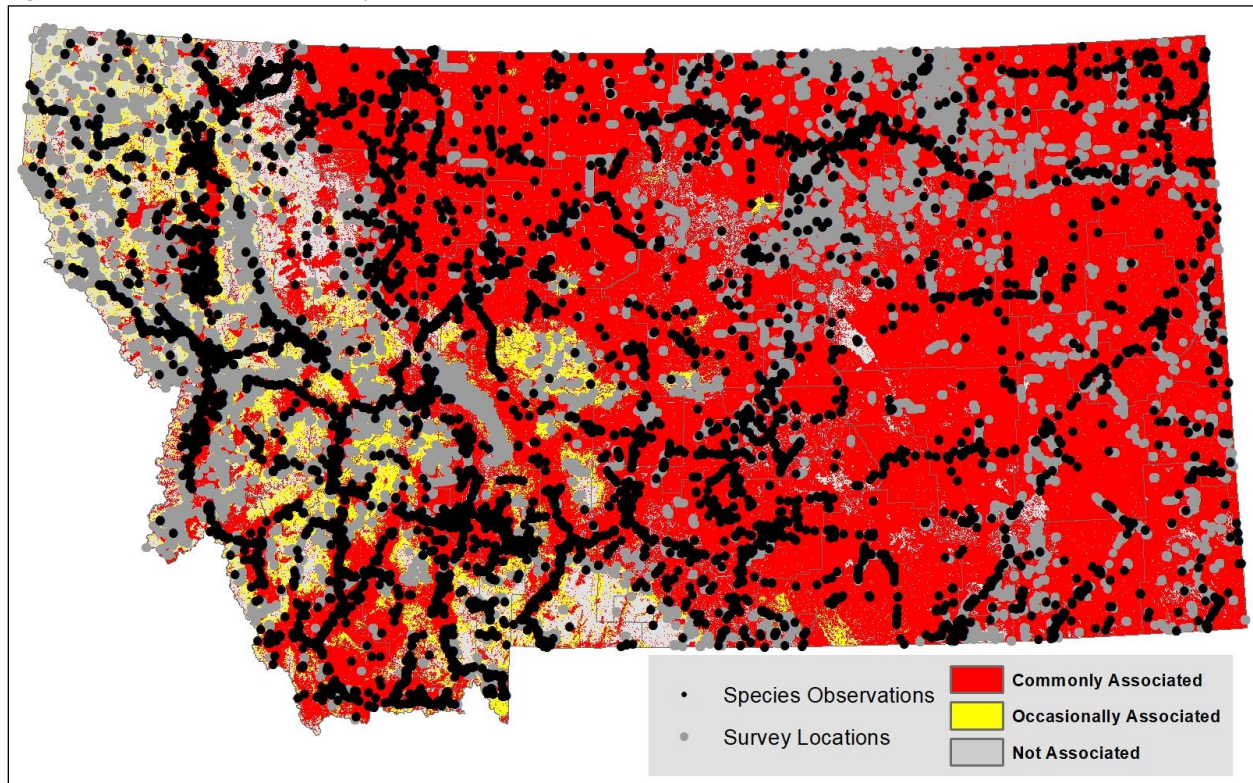 Species Observations
Survey Locations
Commonly Associated
Occasionally Associated
Not Associated